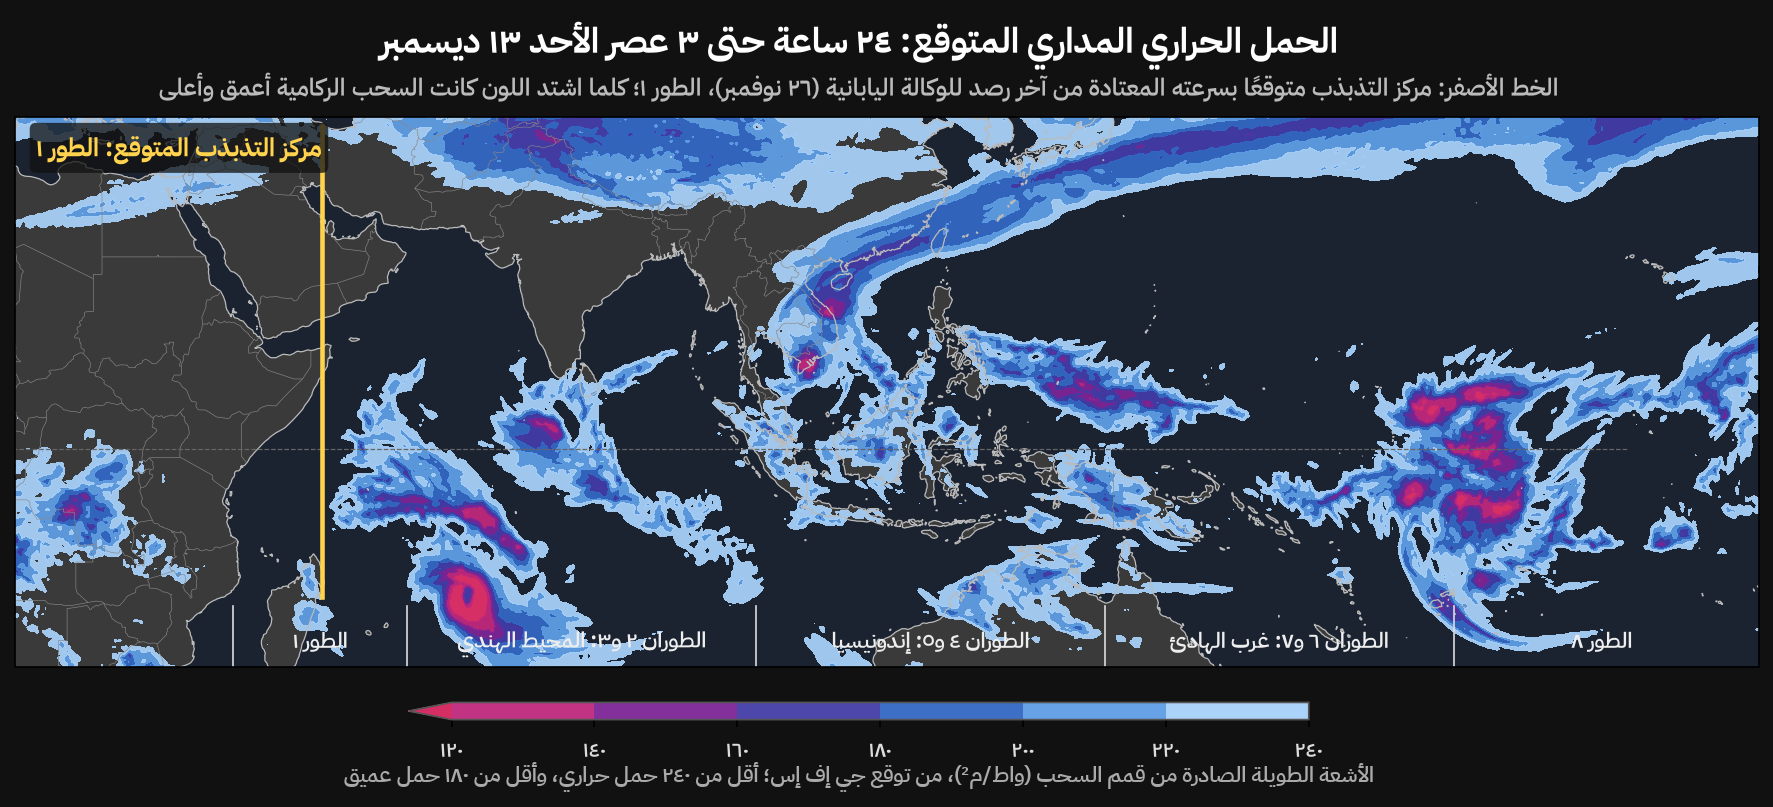 الحمل الحراري المداري المتوقع: ٢٤ ساعة حتى ٣ عصر الأحد ١٣ ديسمبر
الخط الأصفر: مركز التذبذب متوقعًا بسرعته المعتادة من آخر رصد للوكالة اليابانية (٢٦ نوفمبر)، الطور ١؛ كلما اشتد اللون كانت السحب الركامية أعمق وأعلى
مركز التذبذب المتوقع: الطور ١
الطور ١
الطوران ٢ و٣: المحيط الهندي
الطوران ٤ و٥: إندونيسيا
الطوران ٦ و٧: غرب الهادئ
الطور ٨
١٢٠ ١٤٠ ١٦٠ ١٨٠ ٢٠٠ ٢٢٠ ٢٤٠
الأشعة الطويلة الصادرة من قمم السحب (واط/م²)، من توقع جي إف إس؛ أقل من ٢٤٠ حمل حراري، وأقل من ١٨٠ حمل عميق